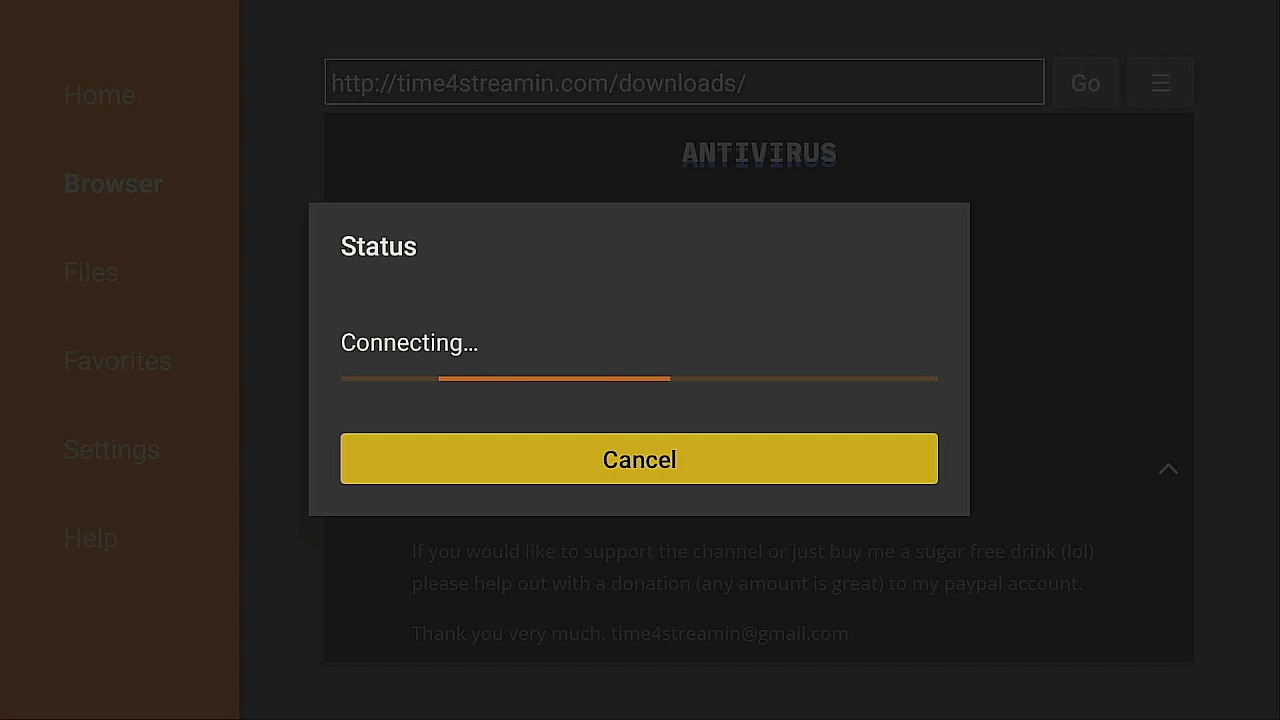 http://time4streamin.com/downloads/
Go
Home
ANTIVIRUS
Browser
Status
Files
Connecting...
Favorites
Settings
Cancel
Help
If you would like to support the channel or just buy me a sugar free drink (lol)
please help out with a donation (any amount is great) to my paypal account.
Thank you very much. time4streamin@gmail.com